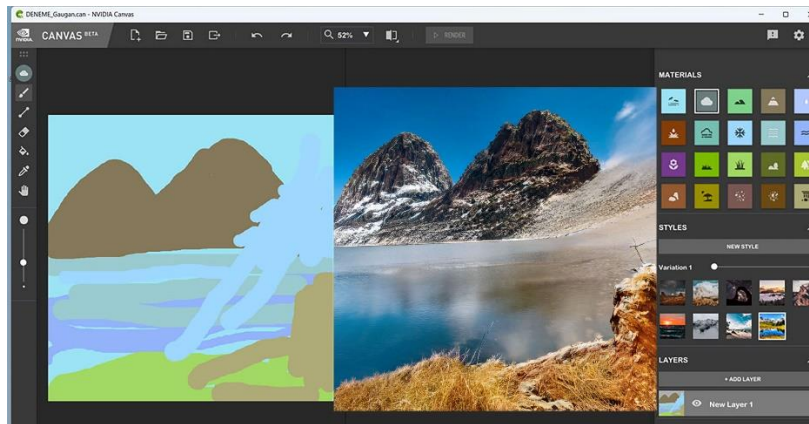 DENEME_Gaugan.can - NVIDIA Canvas
NVIDIA CANVAS BETA
52%
RENDER
MATERIALS
STYLES
NEW STYLE
Variation 1
LAYERS
+ ADD LAYER
New Layer 1